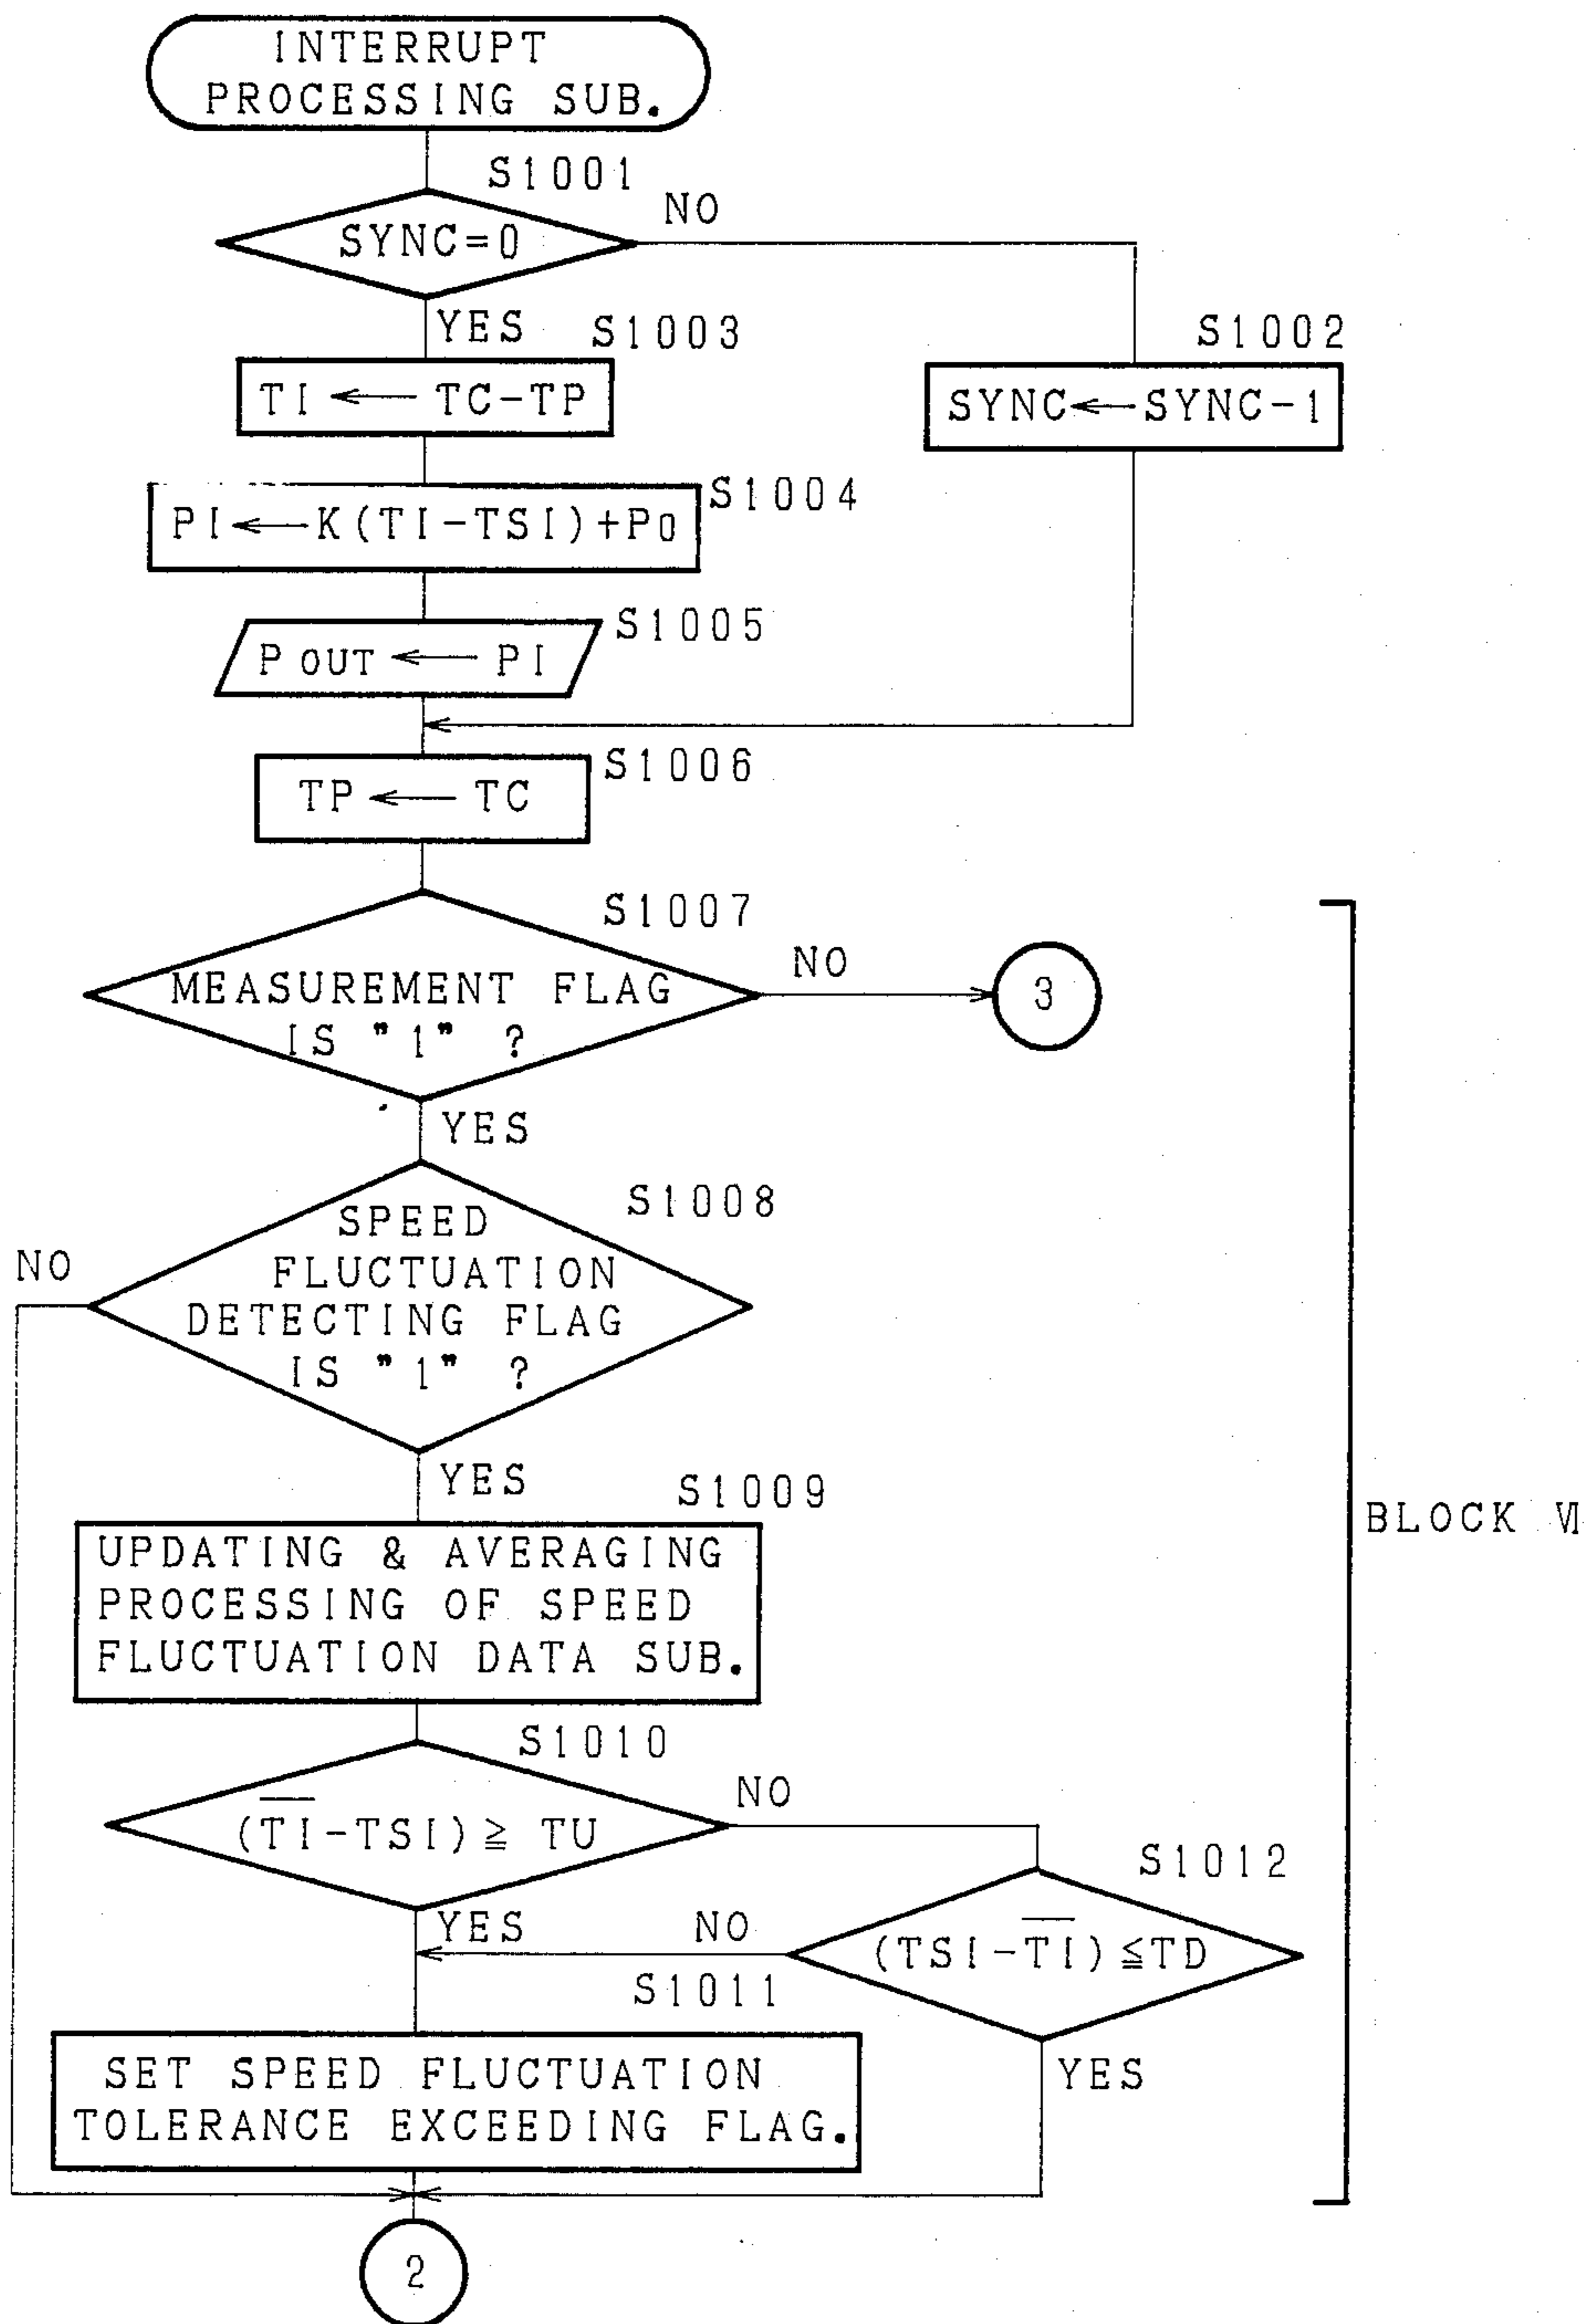 INTERRUPT
PROCESSING SUB.
S1001
SYNC=0
NO
YES
S1003
S1002
TI ← TC-TP
SYNC←SYNC-1
S1004
PI←K(TI-TSI)+P0
S1005
P OUT ← PI
S1006
TP ← TC
S1007
MEASUREMENT FLAG
IS "1" ?
NO
3
YES
S1008
SPEED
FLUCTUATION
DETECTING FLAG
IS "1" ?
NO
YES
S1009
UPDATING & AVERAGING
PROCESSING OF SPEED
FLUCTUATION DATA SUB.
BLOCK Ⅵ
S1010
(T̅I̅-TSI)≧ TU
NO
S1012
YES
NO
(TSI-T̅I̅)≦TD
S1011
SET SPEED FLUCTUATION
TOLERANCE EXCEEDING FLAG.
YES
2